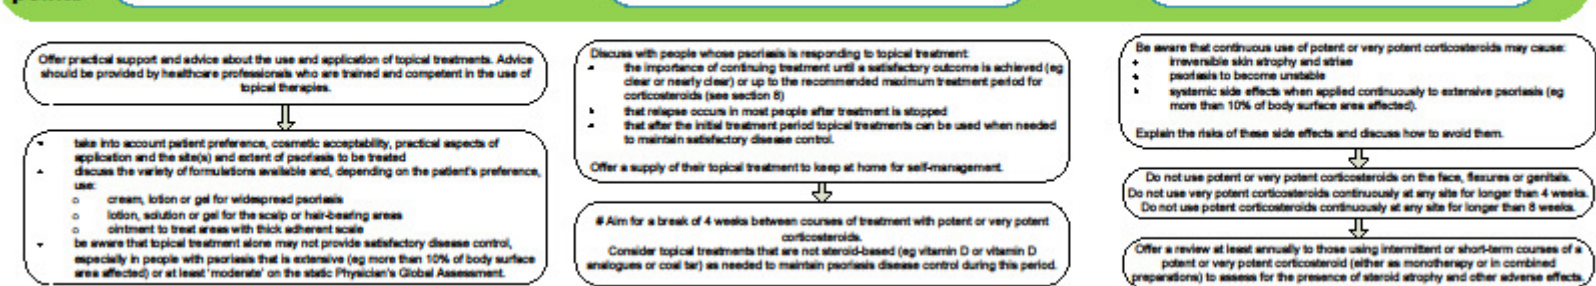 Offer practical support and advice about the use and application of topical treatments. Advice
should be provided by healthcare professionals who are trained and competent in the use of
topical therapies.
• take into account patient preference, cosmetic acceptability, practical aspects of
application and the site(s) and extent of psoriasis to be treated
• discuss the variety of formulations available and, depending on the patient's preference,
use:
o cream, lotion or gel for widespread psoriasis
o lotion, solution or gel for the scalp or hair-bearing areas
o ointment to treat areas with thick adherent scale
• be aware that topical treatment alone may not provide satisfactory disease control,
especially in people with psoriasis that is extensive (eg more than 10% of body surface
area affected) or at least 'moderate' on the static Physician's Global Assessment.
Discuss with people whose psoriasis is responding to topical treatment:
• the importance of continuing treatment until a satisfactory outcome is achieved (eg
clear or nearly clear) or up to the recommended maximum treatment period for
corticosteroids (see section 8)
• that relapse occurs in most people after treatment is stopped
• that after the initial treatment period topical treatments can be used when needed
to maintain satisfactory disease control.
Offer a supply of their topical treatment to keep at home for self-management.
# Aim for a break of 4 weeks between courses of treatment with potent or very potent
corticosteroids.
Consider topical treatments that are not steroid-based (eg vitamin D or vitamin D
analogues or coal tar) as needed to maintain psoriasis disease control during this period.
Be aware that continuous use of potent or very potent corticosteroids may cause:
• irreversible skin atrophy and striae
• psoriasis to become unstable
• systemic side effects when applied continuously to extensive psoriasis (eg
more than 10% of body surface area affected).
Explain the risks of these side effects and discuss how to avoid them.
Do not use potent or very potent corticosteroids on the face, flexures or genitals.
Do not use very potent corticosteroids continuously at any site for longer than 4 weeks.
Do not use potent corticosteroids continuously at any site for longer than 8 weeks.
Offer a review at least annually to those using intermittent or short-term courses of a
potent or very potent corticosteroid (either as monotherapy or in combined
preparations) to assess for the presence of steroid atrophy and other adverse effects.